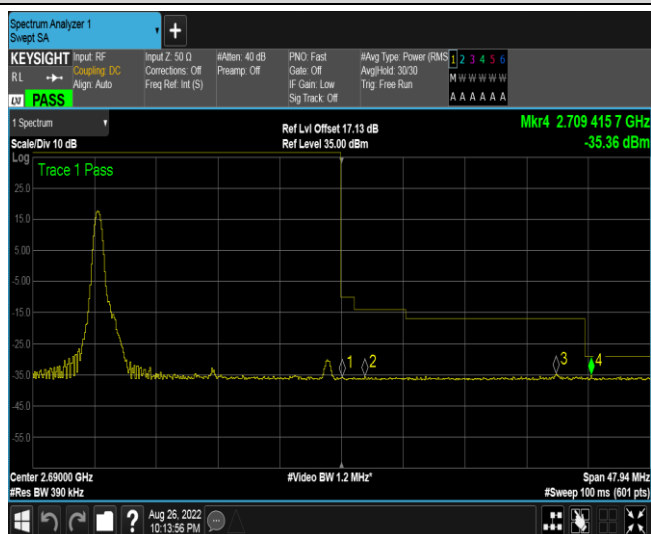 Spectrum Analyzer 1
Swept SA
+
KEYSIGHT Input: RF Input Z: 50 Ω #Atten: 40 dB PNO: Fast #Avg Type: Power (RMS 1 2 3 4 5 6
RL Coupling: DC Corrections: Off Preamp: Off Gate: Off Avg|Hold: 30/30 M W W W W W
Align: Auto Freq Ref: Int (S) IF Gain: Low Trig: Free Run
LXI PASS Sig Track: Off A A A A A A
1 Spectrum Ref Lvl Offset 17.13 dB Mkr4 2.709 415 7 GHz
Scale/Div 10 dB Ref Level 35.00 dBm -35.36 dBm
Log
Trace 1 Pass
25.0
15.0
5.00
-5.00
-15.0
-25.0
1 2 3 4
-35.0
-45.0
-55.0
Center 2.69000 GHz #Video BW 1.2 MHz* Span 47.94 MHz
#Res BW 390 kHz #Sweep 100 ms (601 pts)
? Aug 26, 2022
10:13:56 PM